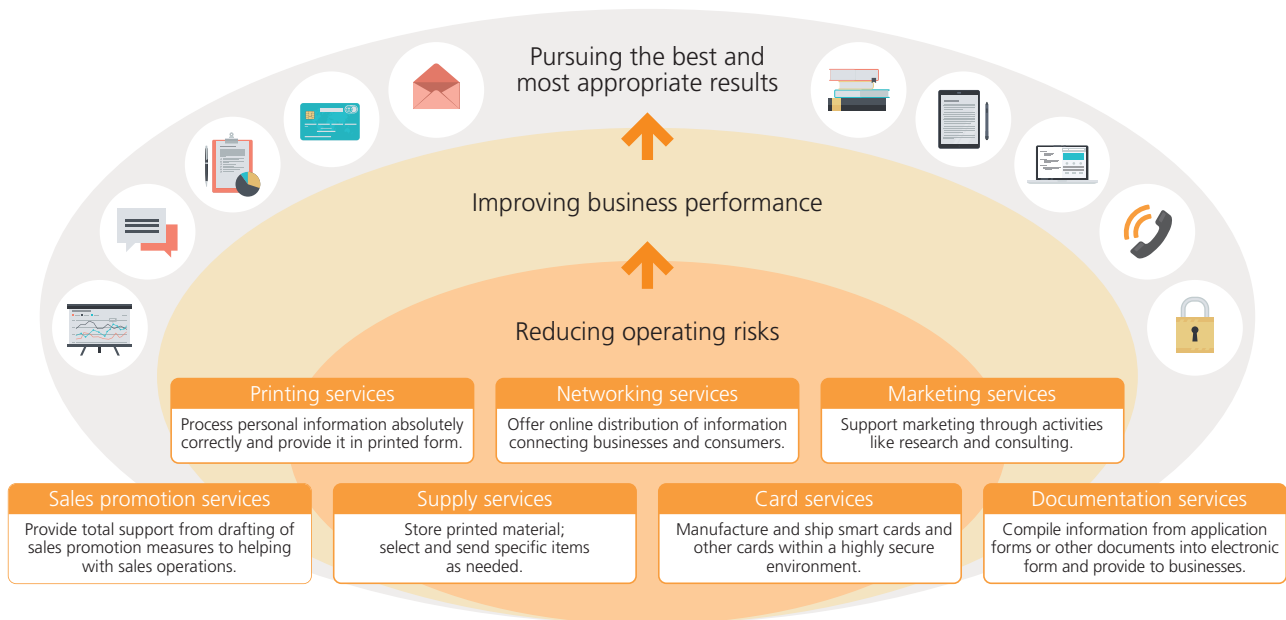 Pursuing the best and
most appropriate results
Improving business performance
Reducing operating risks
Printing services
Process personal information absolutely
correctly and provide it in printed form.
Networking services
Offer online distribution of information
connecting businesses and consumers.
Marketing services
Support marketing through activities
like research and consulting.
Sales promotion services
Provide total support from drafting of
sales promotion measures to helping
with sales operations.
Supply services
Store printed material;
select and send specific items
as needed.
Card services
Manufacture and ship smart cards and
other cards within a highly secure
environment.
Documentation services
Compile information from application
forms or other documents into electronic
form and provide to businesses.